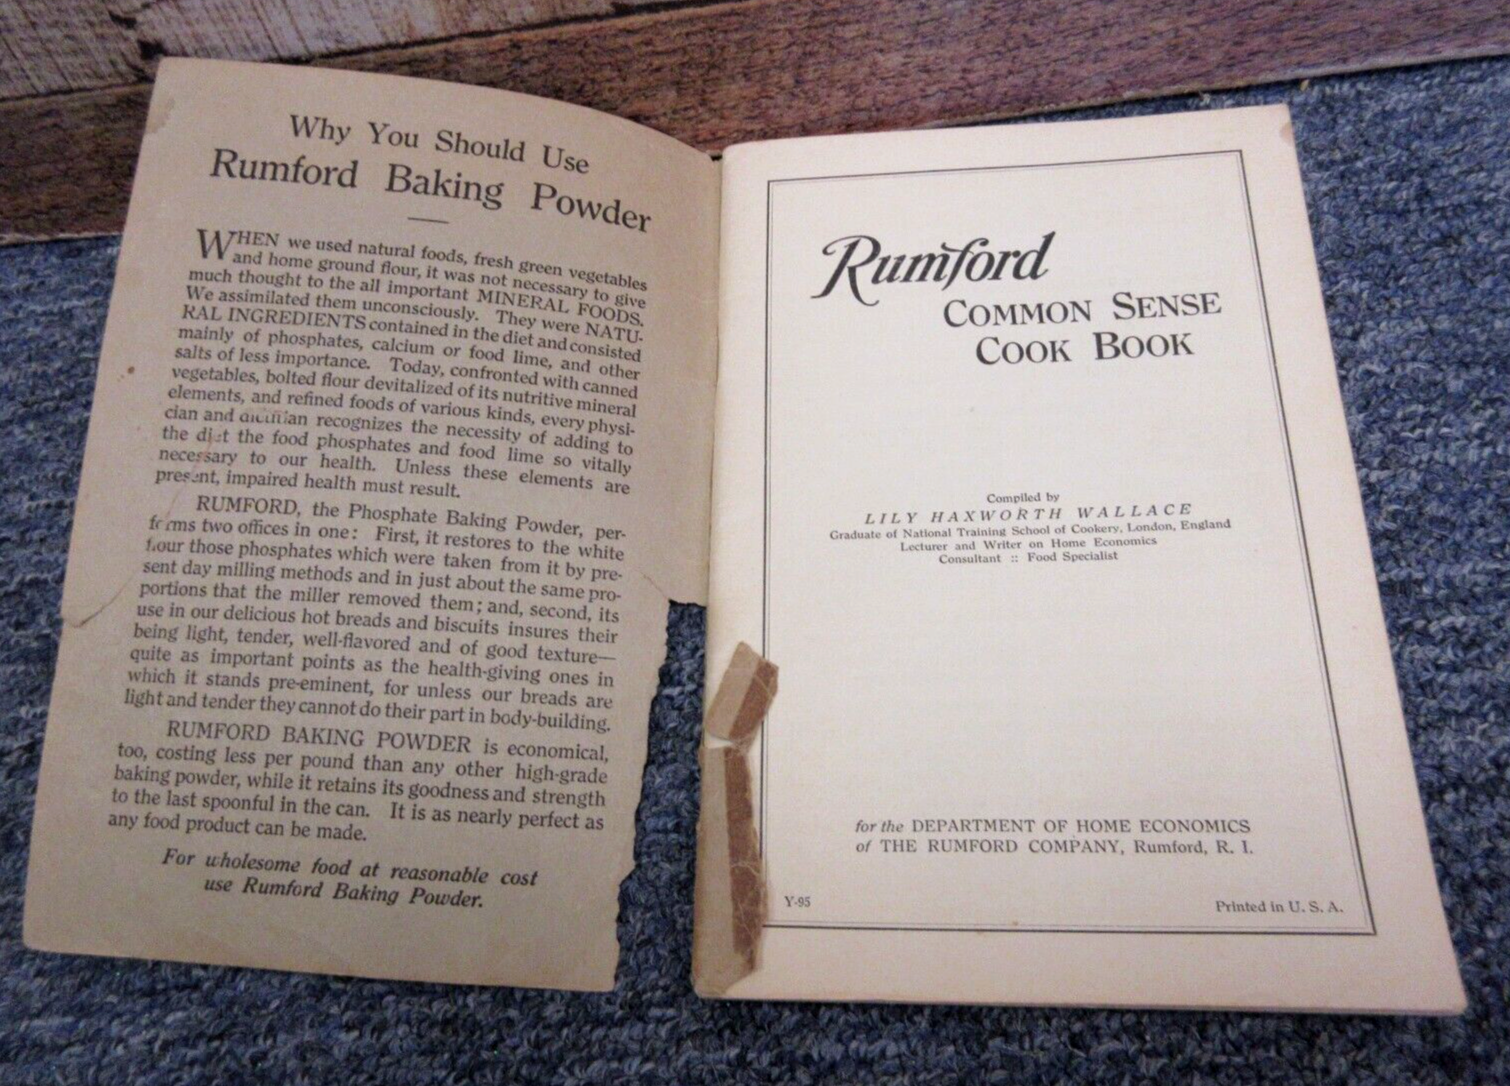 Why You Should Use
Rumford Baking Powder
WHEN we used natural foods, fresh green vegetables
and home ground flour, it was not necessary to give
much thought to the all important MINERAL FOODS.
We assimilated them unconsciously. They were NATU-
RAL INGREDIENTS contained in the diet and consisted
mainly of phosphates, calcium or food lime, and other
salts of less importance. Today, confronted with canned
vegetables, bolted flour devitalized of its nutritive mineral
elements, and refined foods of various kinds, every physi-
cian and dietitian recognizes the necessity of adding to
the diet the food phosphates and food lime so vitally
necessary to our health. Unless these elements are
present, impaired health must result.
RUMFORD, the Phosphate Baking Powder, per-
forms two offices in one: First, it restores to the white
flour those phosphates which were taken from it by pre-
sent day milling methods and in just about the same pro-
portions that the miller removed them; and, second, its
use in our delicious hot breads and biscuits insures their
being light, tender, well-flavored and of good texture—
quite as important points as the health-giving ones in
which it stands pre-eminent, for unless our breads are
light and tender they cannot do their part in body-building.
RUMFORD BAKING POWDER is economical,
too, costing less per pound than any other high-grade
baking powder, while it retains its goodness and strength
to the last spoonful in the can. It is as nearly perfect as
any food product can be made.
For wholesome food at reasonable cost
use Rumford Baking Powder.
Rumford
COMMON SENSE
COOK BOOK
Compiled by
LILY HAXWORTH WALLACE
Graduate of National Training School of Cookery, London, England
Lecturer and Writer on Home Economics
Consultant :: Food Specialist
for the DEPARTMENT OF HOME ECONOMICS
of THE RUMFORD COMPANY, Rumford, R. I.
Y-95
Printed in U. S. A.